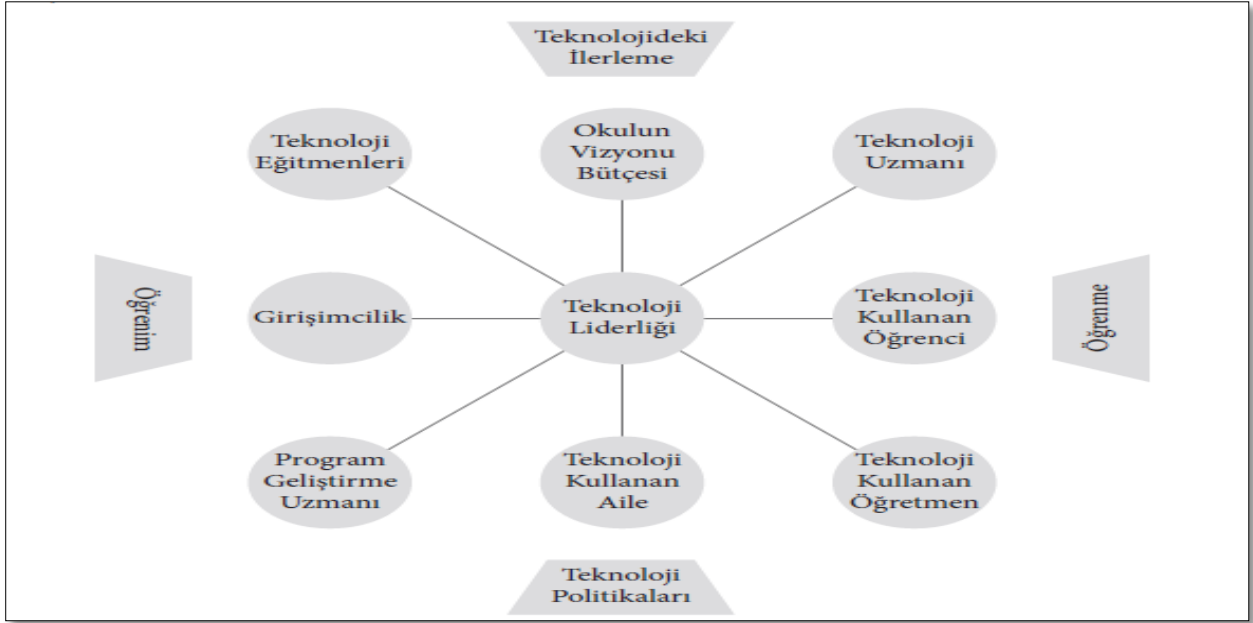 Teknolojideki
İlerleme
Teknoloji
Eğitmenleri
Okulun
Vizyonu
Bütçesi
Teknoloji
Uzmanı
Öğrenim
Girişimcilik
Teknoloji
Liderliği
Teknoloji
Kullanan
Öğrenci
Öğrenme
Program
Geliştirme
Uzmanı
Teknoloji
Kullanan
Aile
Teknoloji
Kullanan
Öğretmen
Teknoloji
Politikaları